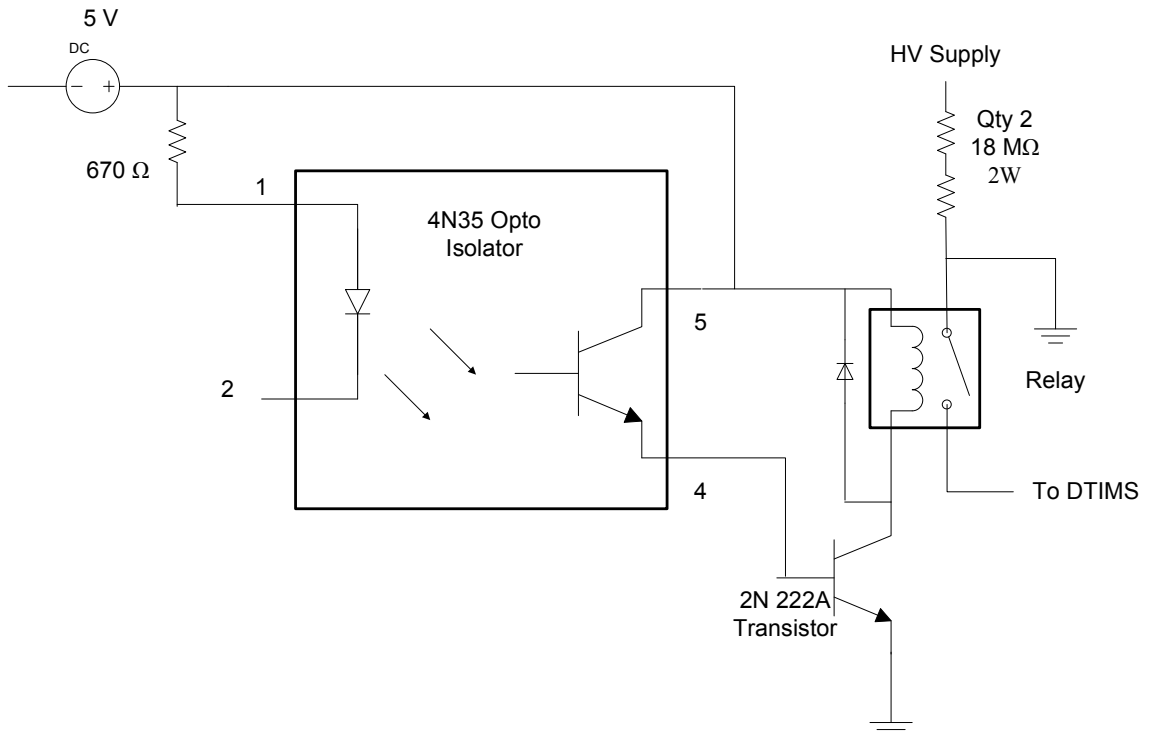 5 V
DC
- +
670 Ω
1
2
4N35 Opto
Isolator
5
4
HV Supply
Qty 2
18 MΩ
2W
Relay
To DTIMS
2N 222A
Transistor